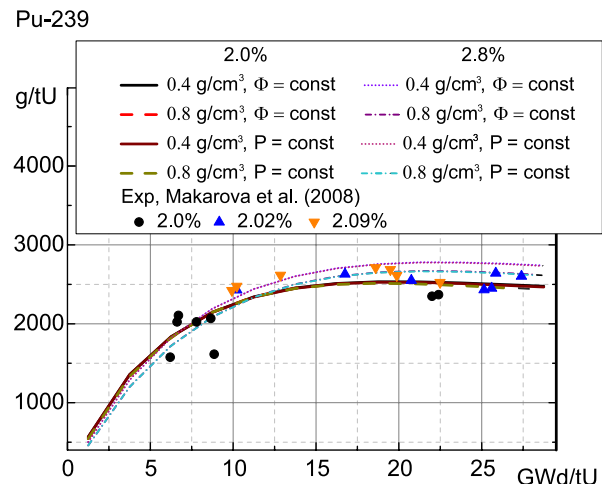 Pu-239
2.0% 2.8%
g/tU
0.4 g/cm³, Φ = const 0.4 g/cm³, Φ = const
0.8 g/cm³, Φ = const 0.8 g/cm³, Φ = const
0.4 g/cm³, P = const 0.4 g/cm³, P = const
0.8 g/cm³, P = const 0.8 g/cm³, P = const
Exp, Makarova et al. (2008)
2.0% 2.02% 2.09%
4000
3000
2500
2000
1000
0 5 10 15 20 25
GWd/tU